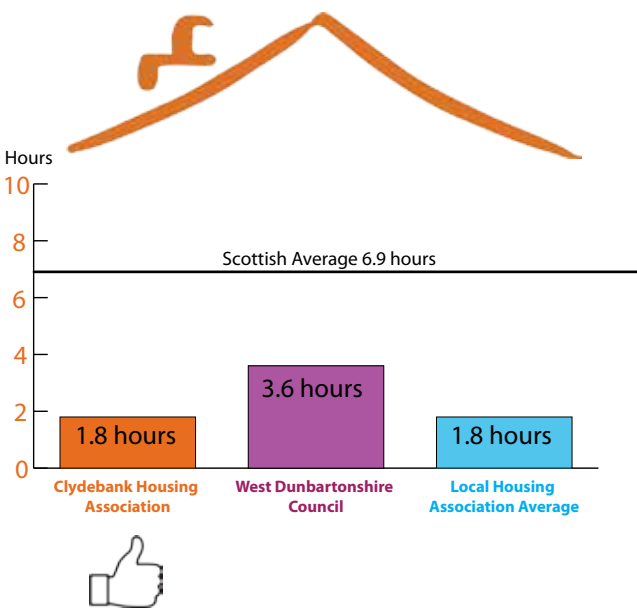 Hours
10
8
Scottish Average 6.9 hours
6
4
3.6 hours
2
1.8 hours
1.8 hours
0
Clydebank Housing
Association
West Dunbartonshire
Council
Local Housing
Association Average